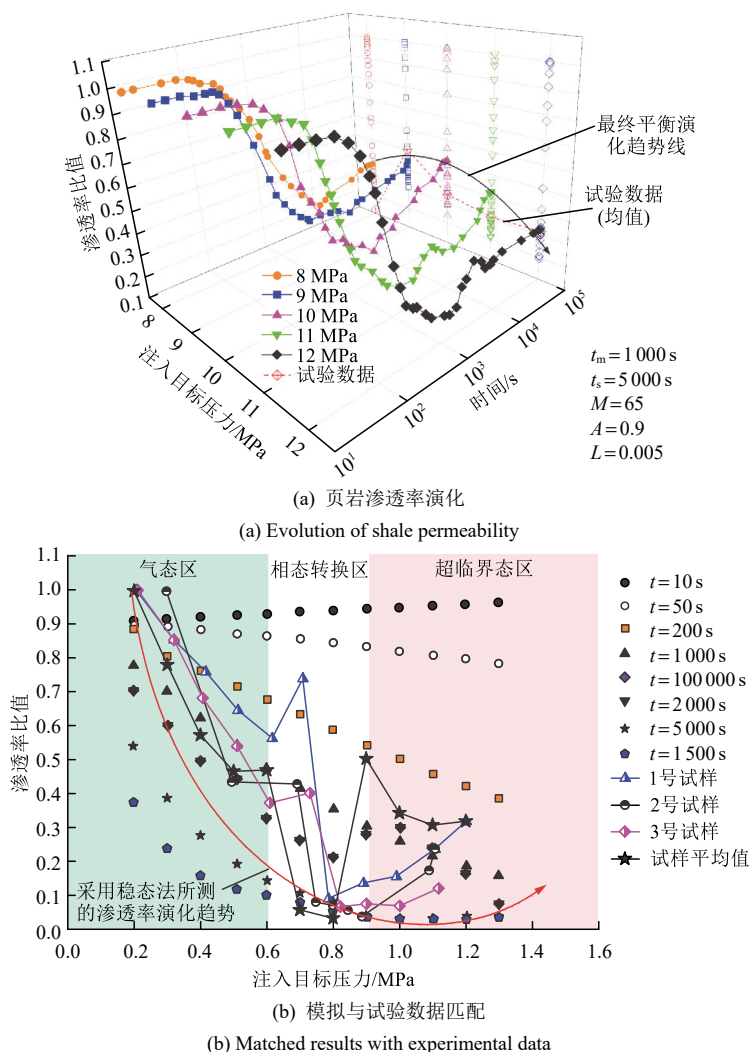 1.1
1.0
0.9
0.8
0.7
0.6
0.5
0.4
0.3
0.2
0.1
渗透率比值
8
9
10
11
12
注入目标压力/MPa
10¹
10²
10³
10⁴
10⁵
时间/s
最终平衡演
化趋势线
试验数据
(均值)
8 MPa
9 MPa
10 MPa
11 MPa
12 MPa
试验数据
tₘ=1 000 s
tₛ=5 000 s
M=65
A=0.9
L=0.005
(a) 页岩渗透率演化
(a) Evolution of shale permeability
1.1
1.0
0.9
0.8
0.7
0.6
0.5
0.4
0.3
0.2
0.1
0.0
渗透率比值
气态区
相态转换区
超临界态区
采用稳态法所测
的渗透率演化趋势
0.0 0.2 0.4 0.6 0.8 1.0 1.2 1.4 1.6
注入目标压力/MPa
t=10 s
t=50 s
t=200 s
t=1 000 s
t=100 000 s
t=2 000 s
t=5 000 s
t=1 500 s
1号试样
2号试样
3号试样
试样平均值
(b) 模拟与试验数据匹配
(b) Matched results with experimental data